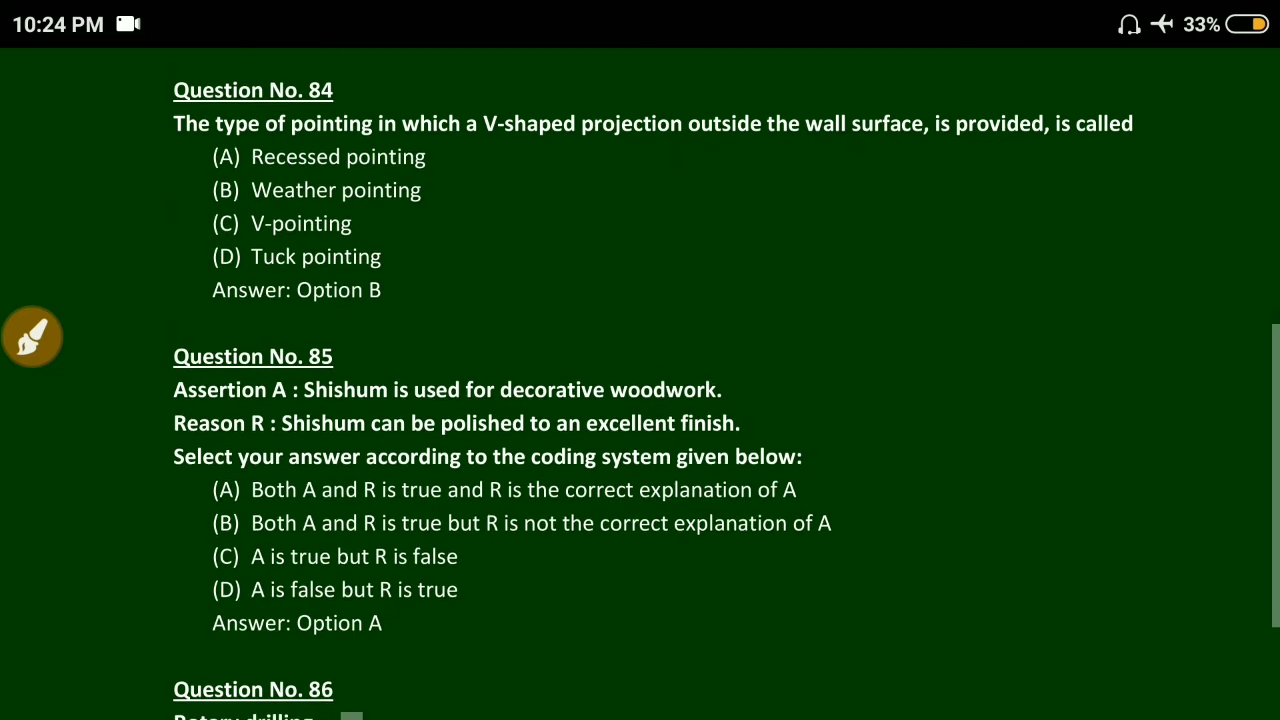 10:24 PM
33%
Question No. 84
The type of pointing in which a V-shaped projection outside the wall surface, is provided, is called
(A) Recessed pointing
(B) Weather pointing
(C) V-pointing
(D) Tuck pointing
Answer: Option B
Question No. 85
Assertion A : Shishum is used for decorative woodwork.
Reason R : Shishum can be polished to an excellent finish.
Select your answer according to the coding system given below:
(A) Both A and R is true and R is the correct explanation of A
(B) Both A and R is true but R is not the correct explanation of A
(C) A is true but R is false
(D) A is false but R is true
Answer: Option A
Question No. 86
Rotary drilling